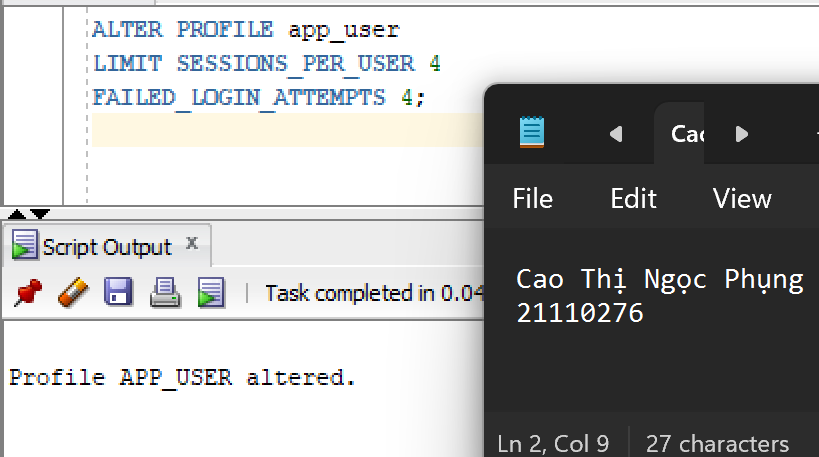 ALTER PROFILE app_user
LIMIT SESSIONS_PER_USER 4
FAILED_LOGIN_ATTEMPTS 4;
Script Output
Task completed in 0.04
Profile APP_USER altered.
Cao
File Edit View
Cao Thị Ngọc Phụng
21110276
Ln 2, Col 9 27 characters